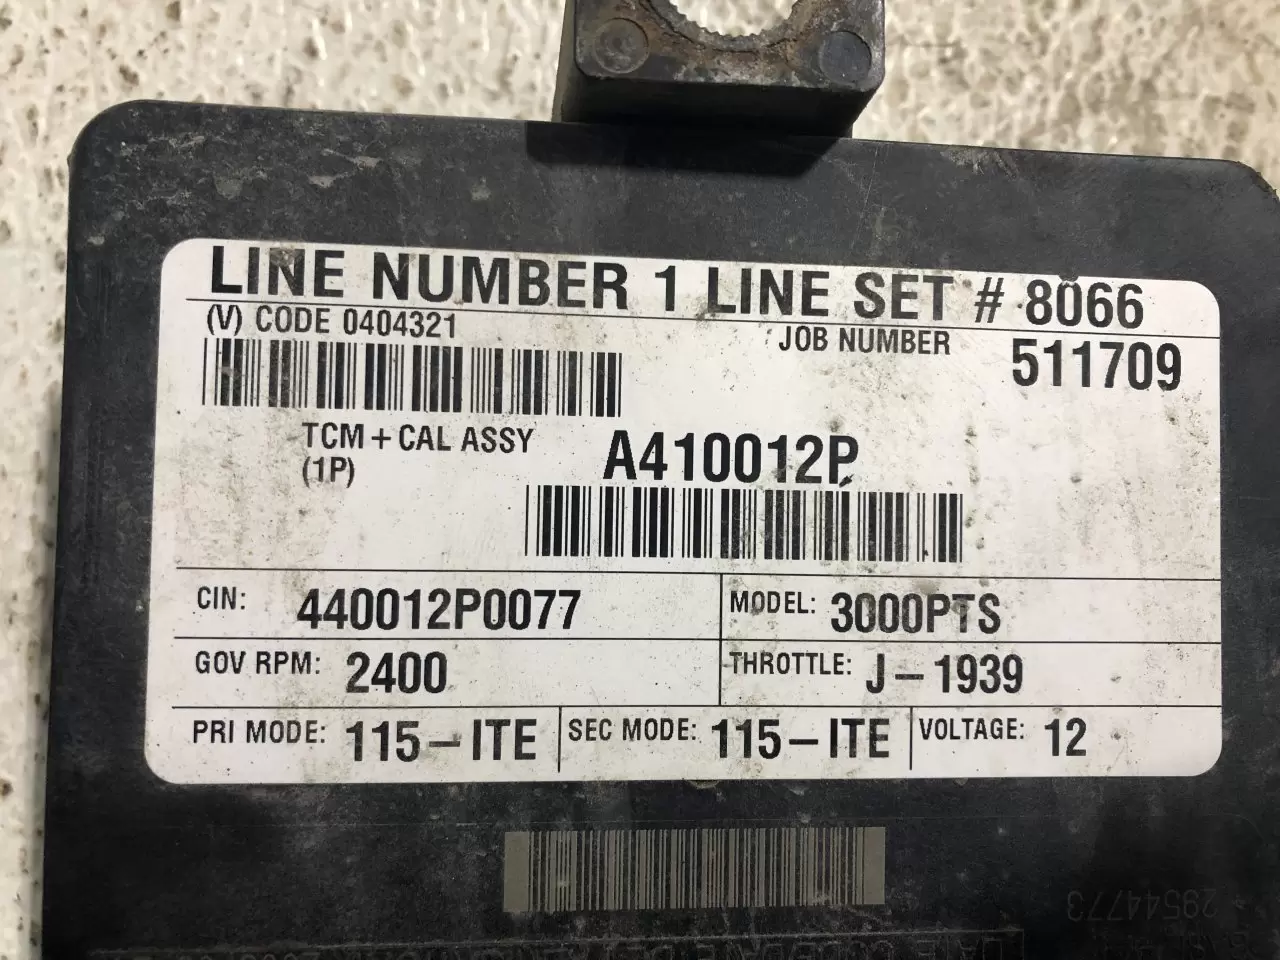 LINE NUMBER 1 LINE SET # 8066
(V) CODE 0404321
JOB NUMBER 511709
TCM + CAL ASSY
(1P)
A410012P
CIN: 440012P0077
MODEL: 3000PTS
GOV RPM: 2400
THROTTLE: J-1939
PRI MODE: 115-ITE
SEC MODE: 115-ITE
VOLTAGE: 12
29544773